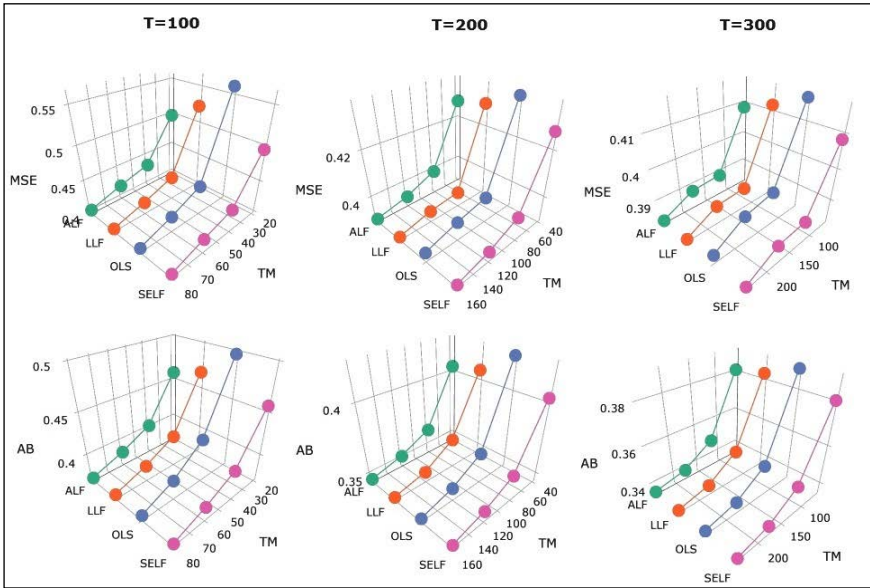 T=100
T=200
T=300
0.55
0.5
0.45
0.4
MSE
ALF
LLF
OLS
SELF
80
70
60
50
40
30
20
TM
0.42
0.4
MSE
ALF
LLF
OLS
SELF
160
140
120
100
80
60
40
TM
0.41
0.4
0.39
MSE
ALF
LLF
OLS
SELF
200
150
100
TM
0.5
0.45
0.4
AB
ALF
LLF
OLS
SELF
80
70
60
50
40
30
20
TM
0.4
0.35
AB
ALF
LLF
OLS
SELF
160
140
120
100
80
60
40
TM
0.38
0.36
0.34
AB
ALF
LLF
OLS
SELF
200
150
100
TM